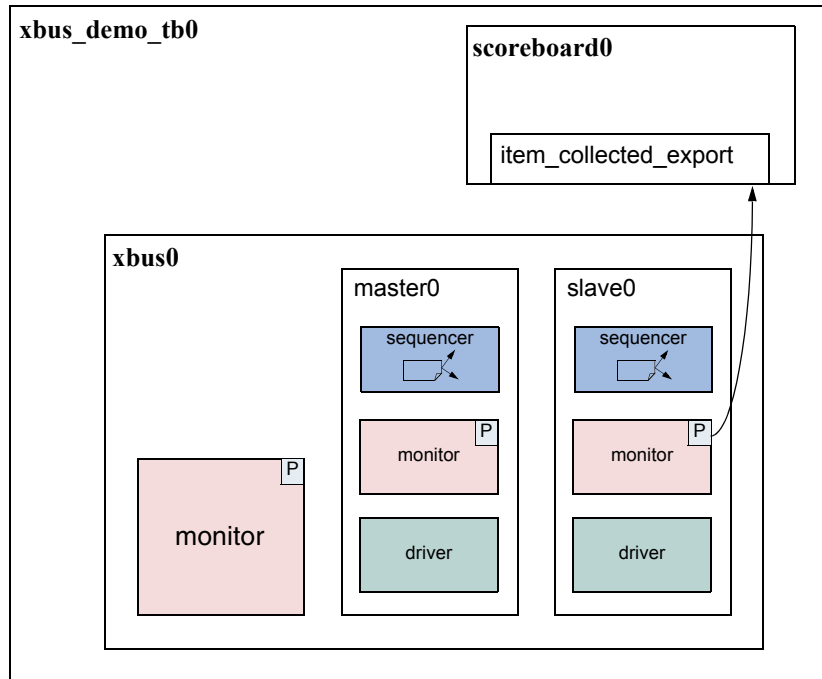 xbus_demo_tb0
scoreboard0
item_collected_export
xbus0
master0
slave0
sequencer
sequencer
P
P
monitor
monitor
P
monitor
driver
driver